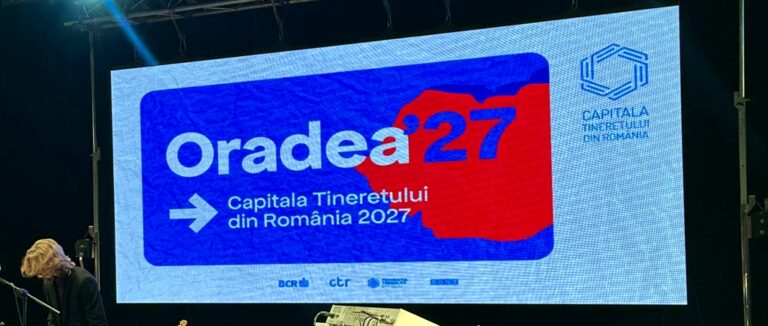 Oradea'27
Capitala Tineretului
din România 2027
CAPITALA
TINERETULUI
DIN ROMÂNIA
BCR
ctr